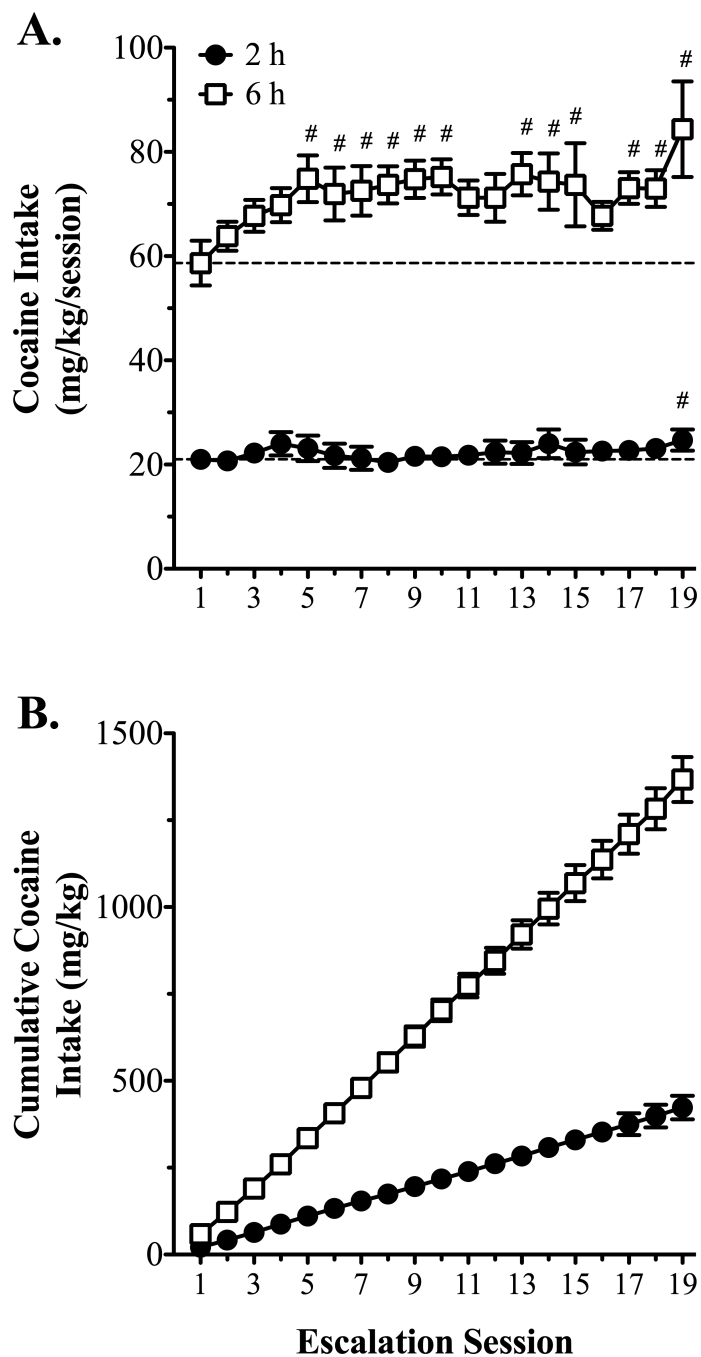 A.
Cocaine Intake
(mg/kg/session)
100
80
60
40
20
0
2 h
6 h
# # # # # # # # # # # #
#
1 3 5 7 9 11 13 15 17 19
B.
Cumulative Cocaine
Intake (mg/kg)
1500
1000
500
0
1 3 5 7 9 11 13 15 17 19
Escalation Session